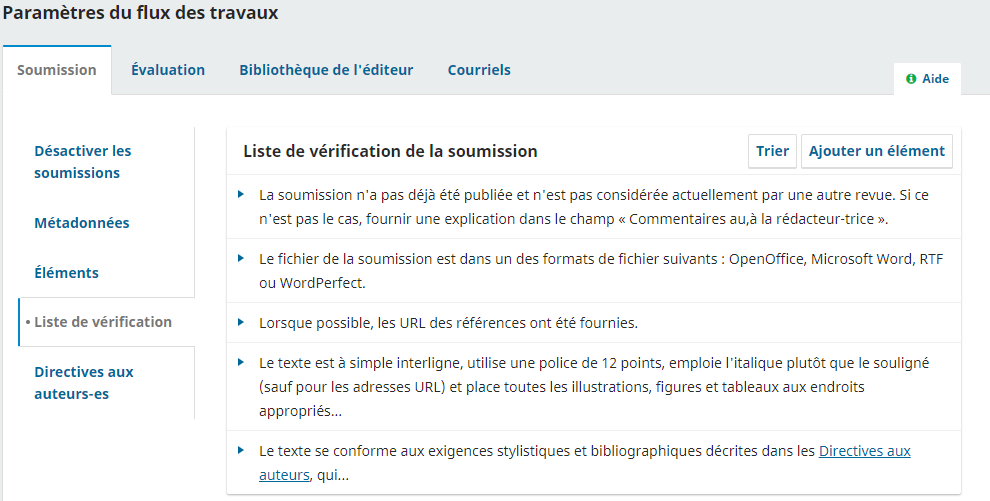 Paramètres du flux des travaux
Soumission
Évaluation
Bibliothèque de l'éditeur
Courriels
Aide
Désactiver les
soumissions
Métadonnées
Éléments
• Liste de vérification
Directives aux
auteurs-es
Liste de vérification de la soumission
Trier
Ajouter un élément
La soumission n'a pas déjà été publiée et n'est pas considérée actuellement par une autre revue. Si ce
n'est pas le cas, fournir une explication dans le champ « Commentaires au,à la rédacteur-trice ».
Le fichier de la soumission est dans un des formats de fichier suivants : OpenOffice, Microsoft Word, RTF
ou WordPerfect.
Lorsque possible, les URL des références ont été fournies.
Le texte est à simple interligne, utilise une police de 12 points, emploie l'italique plutôt que le souligné
(sauf pour les adresses URL) et place toutes les illustrations, figures et tableaux aux endroits
appropriés...
Le texte se conforme aux exigences stylistiques et bibliographiques décrites dans les Directives aux
auteurs, qui...